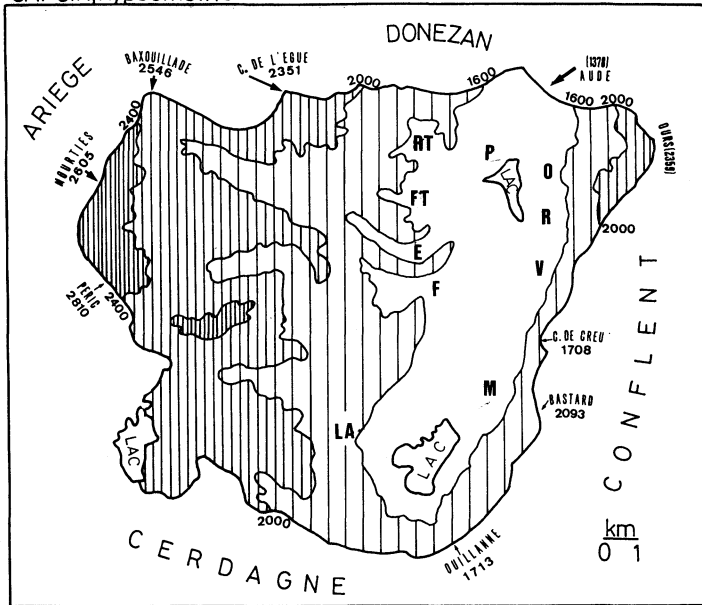 DONEZAN
ARIEGE
BAXOUILLADE
2546
C. DE L'EGUE
2351
(1378)
AUDE
2000
1600
1600
2000
2400
OURS(2359)
MOURTIES
2605
RT
P
LAC
O
FT
R
2000
E
V
F
PERIC
2810
2400
C. DE CREU
1708
M
BASTARD
2093
CONFLENT
LA
LAC
LAC
2000
CERDAGNE
QUILLANNE
1713
km
0 1